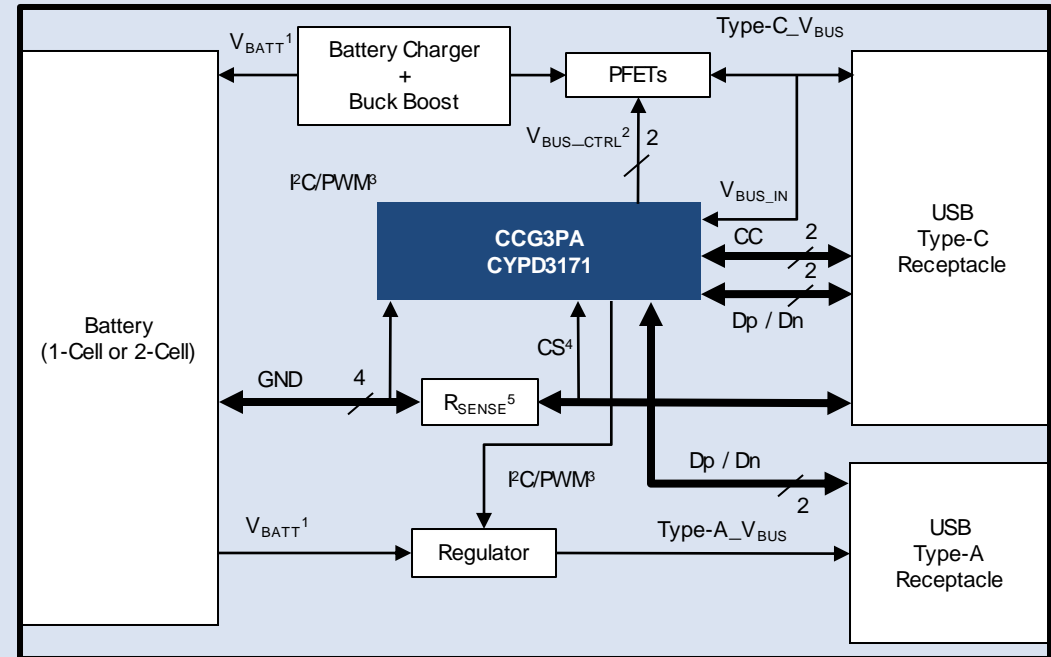 Type-C_VBUS
VBATT¹
Battery Charger
+
Buck Boost
PFETs
VBUS_CTRL²
2
I²C/PWM³
VBUS_IN
CCG3PA
CYPD3171
CC
2
2
Dp / Dn
USB
Type-C
Receptacle
Battery
(1-Cell or 2-Cell)
CS⁴
GND
4
RSENSE⁵
Dp / Dn
2
I²C/PWM³
VBATT¹
Regulator
Type-A_VBUS
USB
Type-A
Receptacle